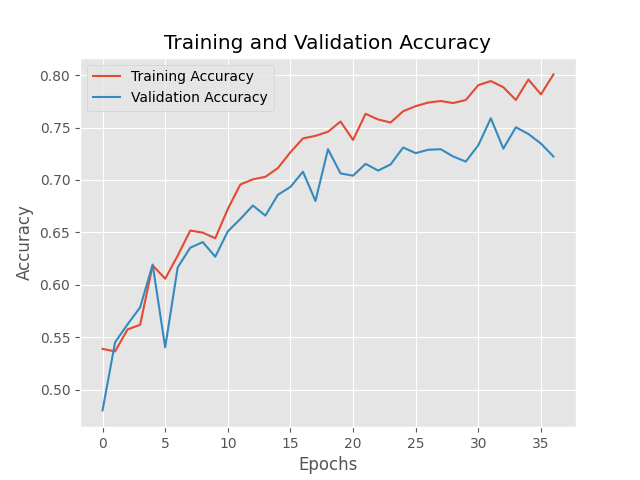 Training and Validation Accuracy
Training Accuracy
Validation Accuracy
0.80
0.75
0.70
0.65
0.60
0.55
0.50
Accuracy
0 5 10 15 20 25 30 35
Epochs